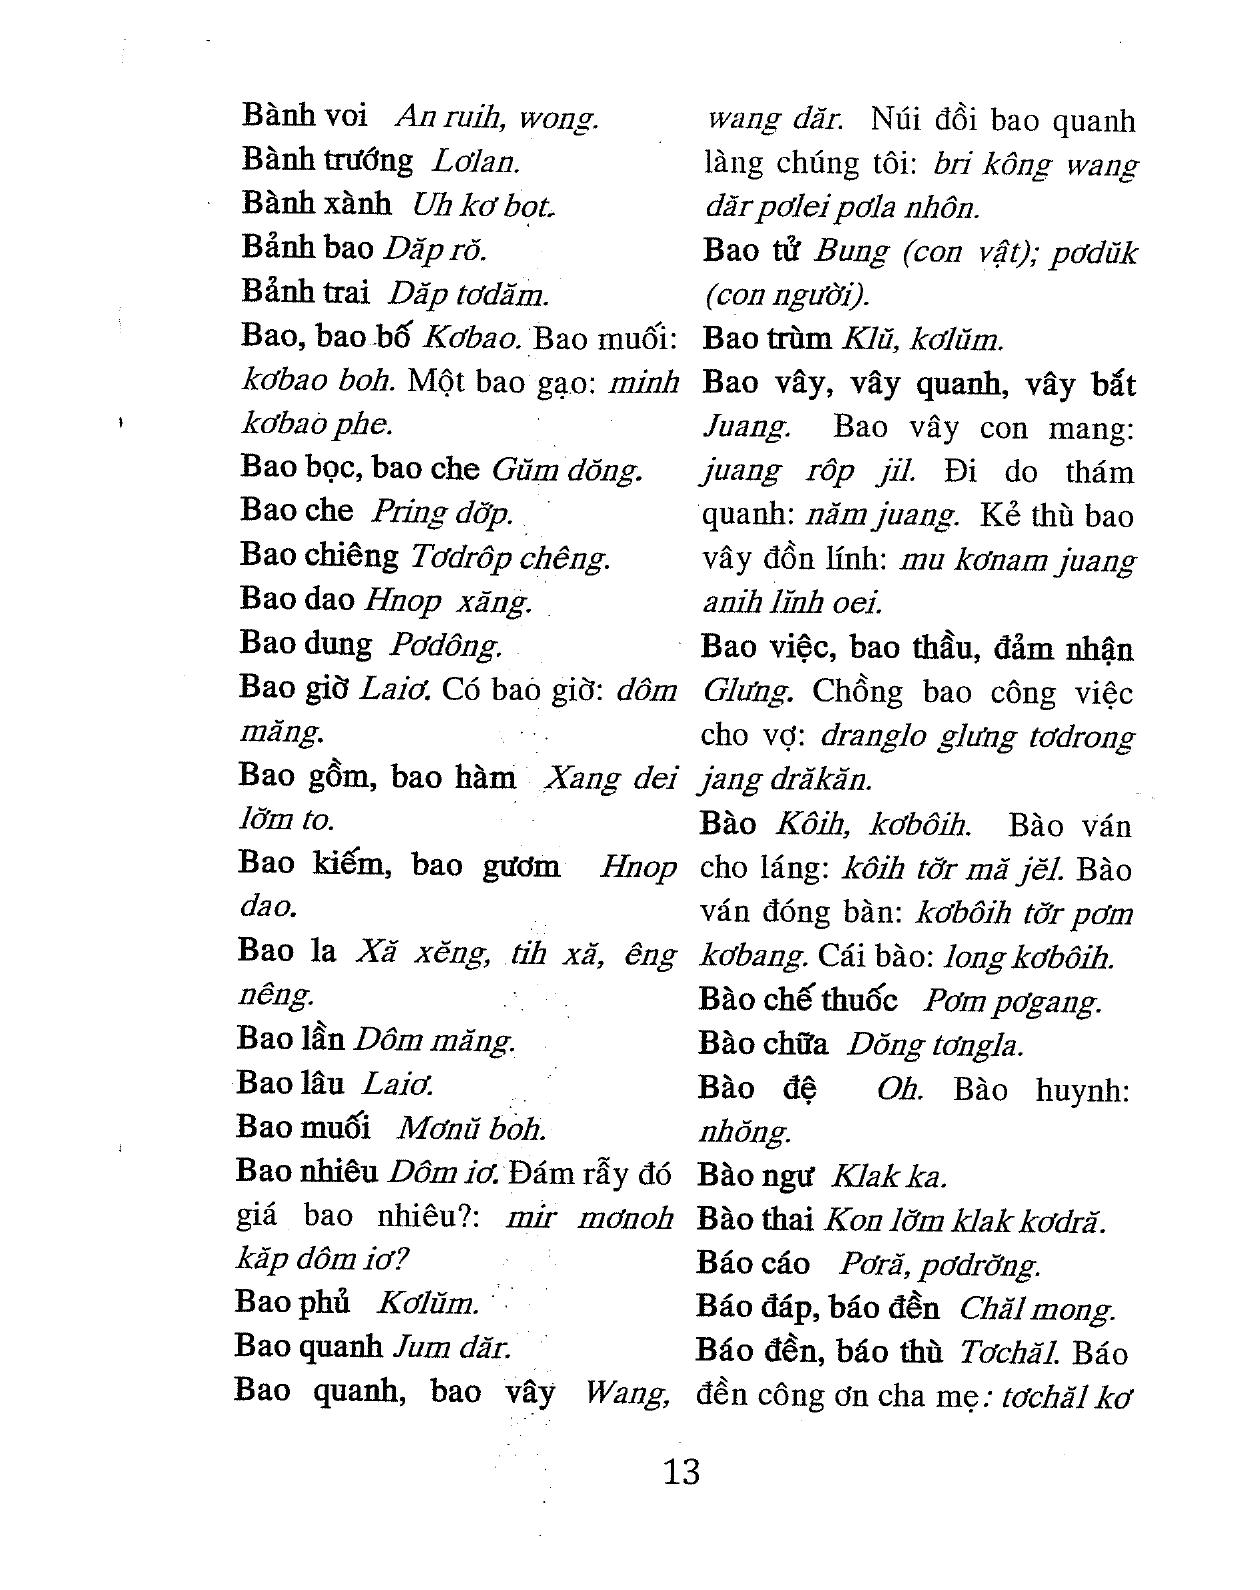 Bành voi An ruih, wong.
Bành trướng Lơlan.
Bành xành Uh kơ bọt.
Bảnh bao Dăp rŏ.
Bảnh trai Dăp tơdăm.
Bao, bao bố Kơbao. Bao muối:
kơbao boh. Một bao gạo: minh
kơbao phe.
Bao bọc, bao che Gŭm dŏng.
Bao che Pring dơ̆p.
Bao chiêng Tơdrôp chêng.
Bao dao Hnop xăng.
Bao dung Pơdông.
Bao giờ Laiơ. Có bao giờ: dôm
măng.
Bao gồm, bao hàm Xang dei
lơ̆m to.
Bao kiếm, bao gươm Hnop
dao.
Bao la Xă xĕng, tih xă, êng
nêng.
Bao lần Dôm măng.
Bao lâu Laiơ.
Bao muối Mơnŭ boh.
Bao nhiêu Dôm iơ. Đám rẫy đó
giá bao nhiêu?: mir mơnoh
kăp dôm iơ?
Bao phủ Kơlŭm.
Bao quanh Jum dăr.
Bao quanh, bao vây Wang,
wang dăr. Núi đồi bao quanh
làng chúng tôi: bri kông wang
dăr pơlei pơla nhôn.
Bao tử Bung (con vật); pơdŭk
(con người).
Bao trùm Klŭ, kơlŭm.
Bao vây, vây quanh, vây bắt
Juang. Bao vây con mang:
juang rôp jil. Đi do thám
quanh: năm juang. Kẻ thù bao
vây đồn lính: mu kơnam juang
anih lĭnh oei.
Bao việc, bao thầu, đảm nhận
Glưng. Chồng bao công việc
cho vợ: dranglo glưng tơdrong
jang drăkăn.
Bào Kôih, kơbôih. Bào ván
cho láng: kôih tơ̆r mă jĕl. Bào
ván đóng bàn: kơbôih tơ̆r pơm
kơbang. Cái bào: long kơbôih.
Bào chế thuốc Pơm pơgang.
Bào chữa Dŏng tơngla.
Bào đệ Oh. Bào huynh:
nhŏng.
Bào ngư Klak ka.
Bào thai Kon lơ̆m klak kơdră.
Báo cáo Pơră, pơdrơ̆ng.
Báo đáp, báo đền Chăl mong.
Báo đền, báo thù Tơchăl. Báo
đền công ơn cha mẹ: tơchăl kơ
13